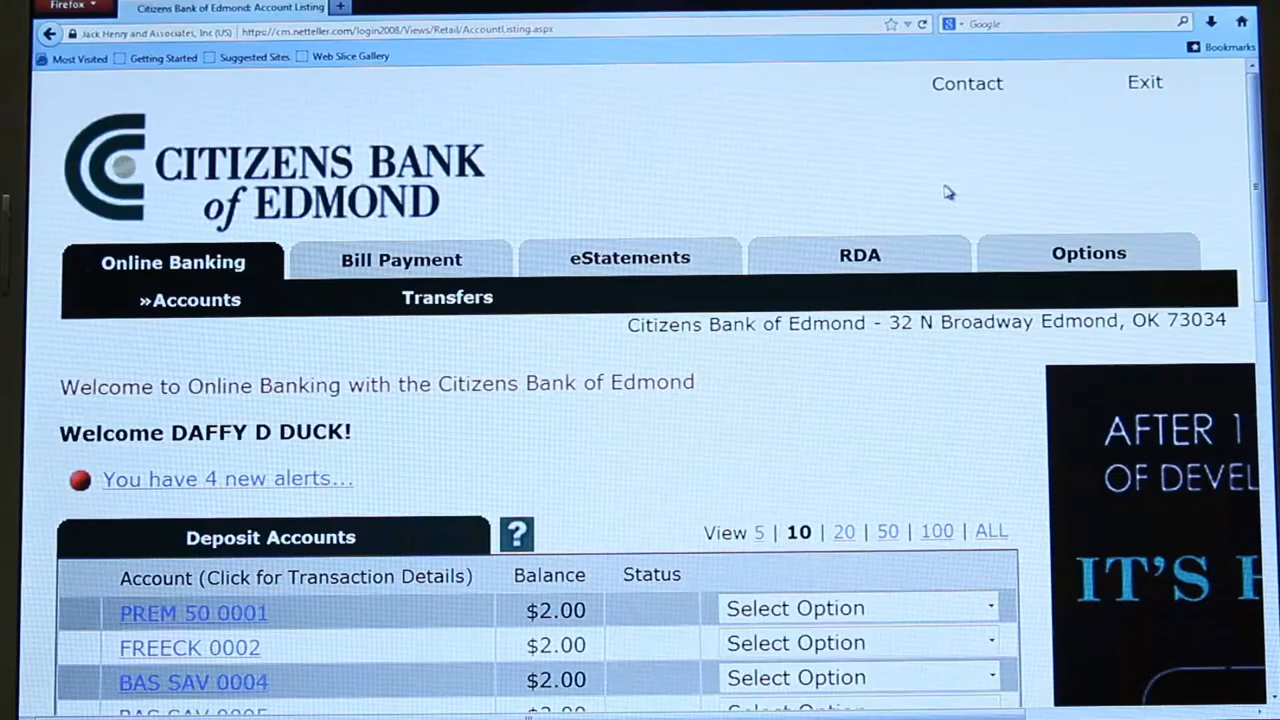 Firefox
Citizens Bank of Edmond: Account Listing
Jack Henry and Associates, Inc (US) https://cm.netteller.com/login2008/Views/Retail/AccountListing.aspx
Google
Most Visited Getting Started Suggested Sites Web Slice Gallery
Bookmarks
Contact Exit
CITIZENS BANK
of EDMOND
Online Banking Bill Payment eStatements RDA Options
»Accounts Transfers
Citizens Bank of Edmond - 32 N Broadway Edmond, OK 73034
Welcome to Online Banking with the Citizens Bank of Edmond
Welcome DAFFY D DUCK!
You have 4 new alerts...
AFTER 1
OF DEVEL
IT'S H
Deposit Accounts ? View 5 | 10 | 20 | 50 | 100 | ALL
Account (Click for Transaction Details) Balance Status
PREM 50 0001 $2.00 Select Option
FREECK 0002 $2.00 Select Option
BAS SAV 0004 $2.00 Select Option